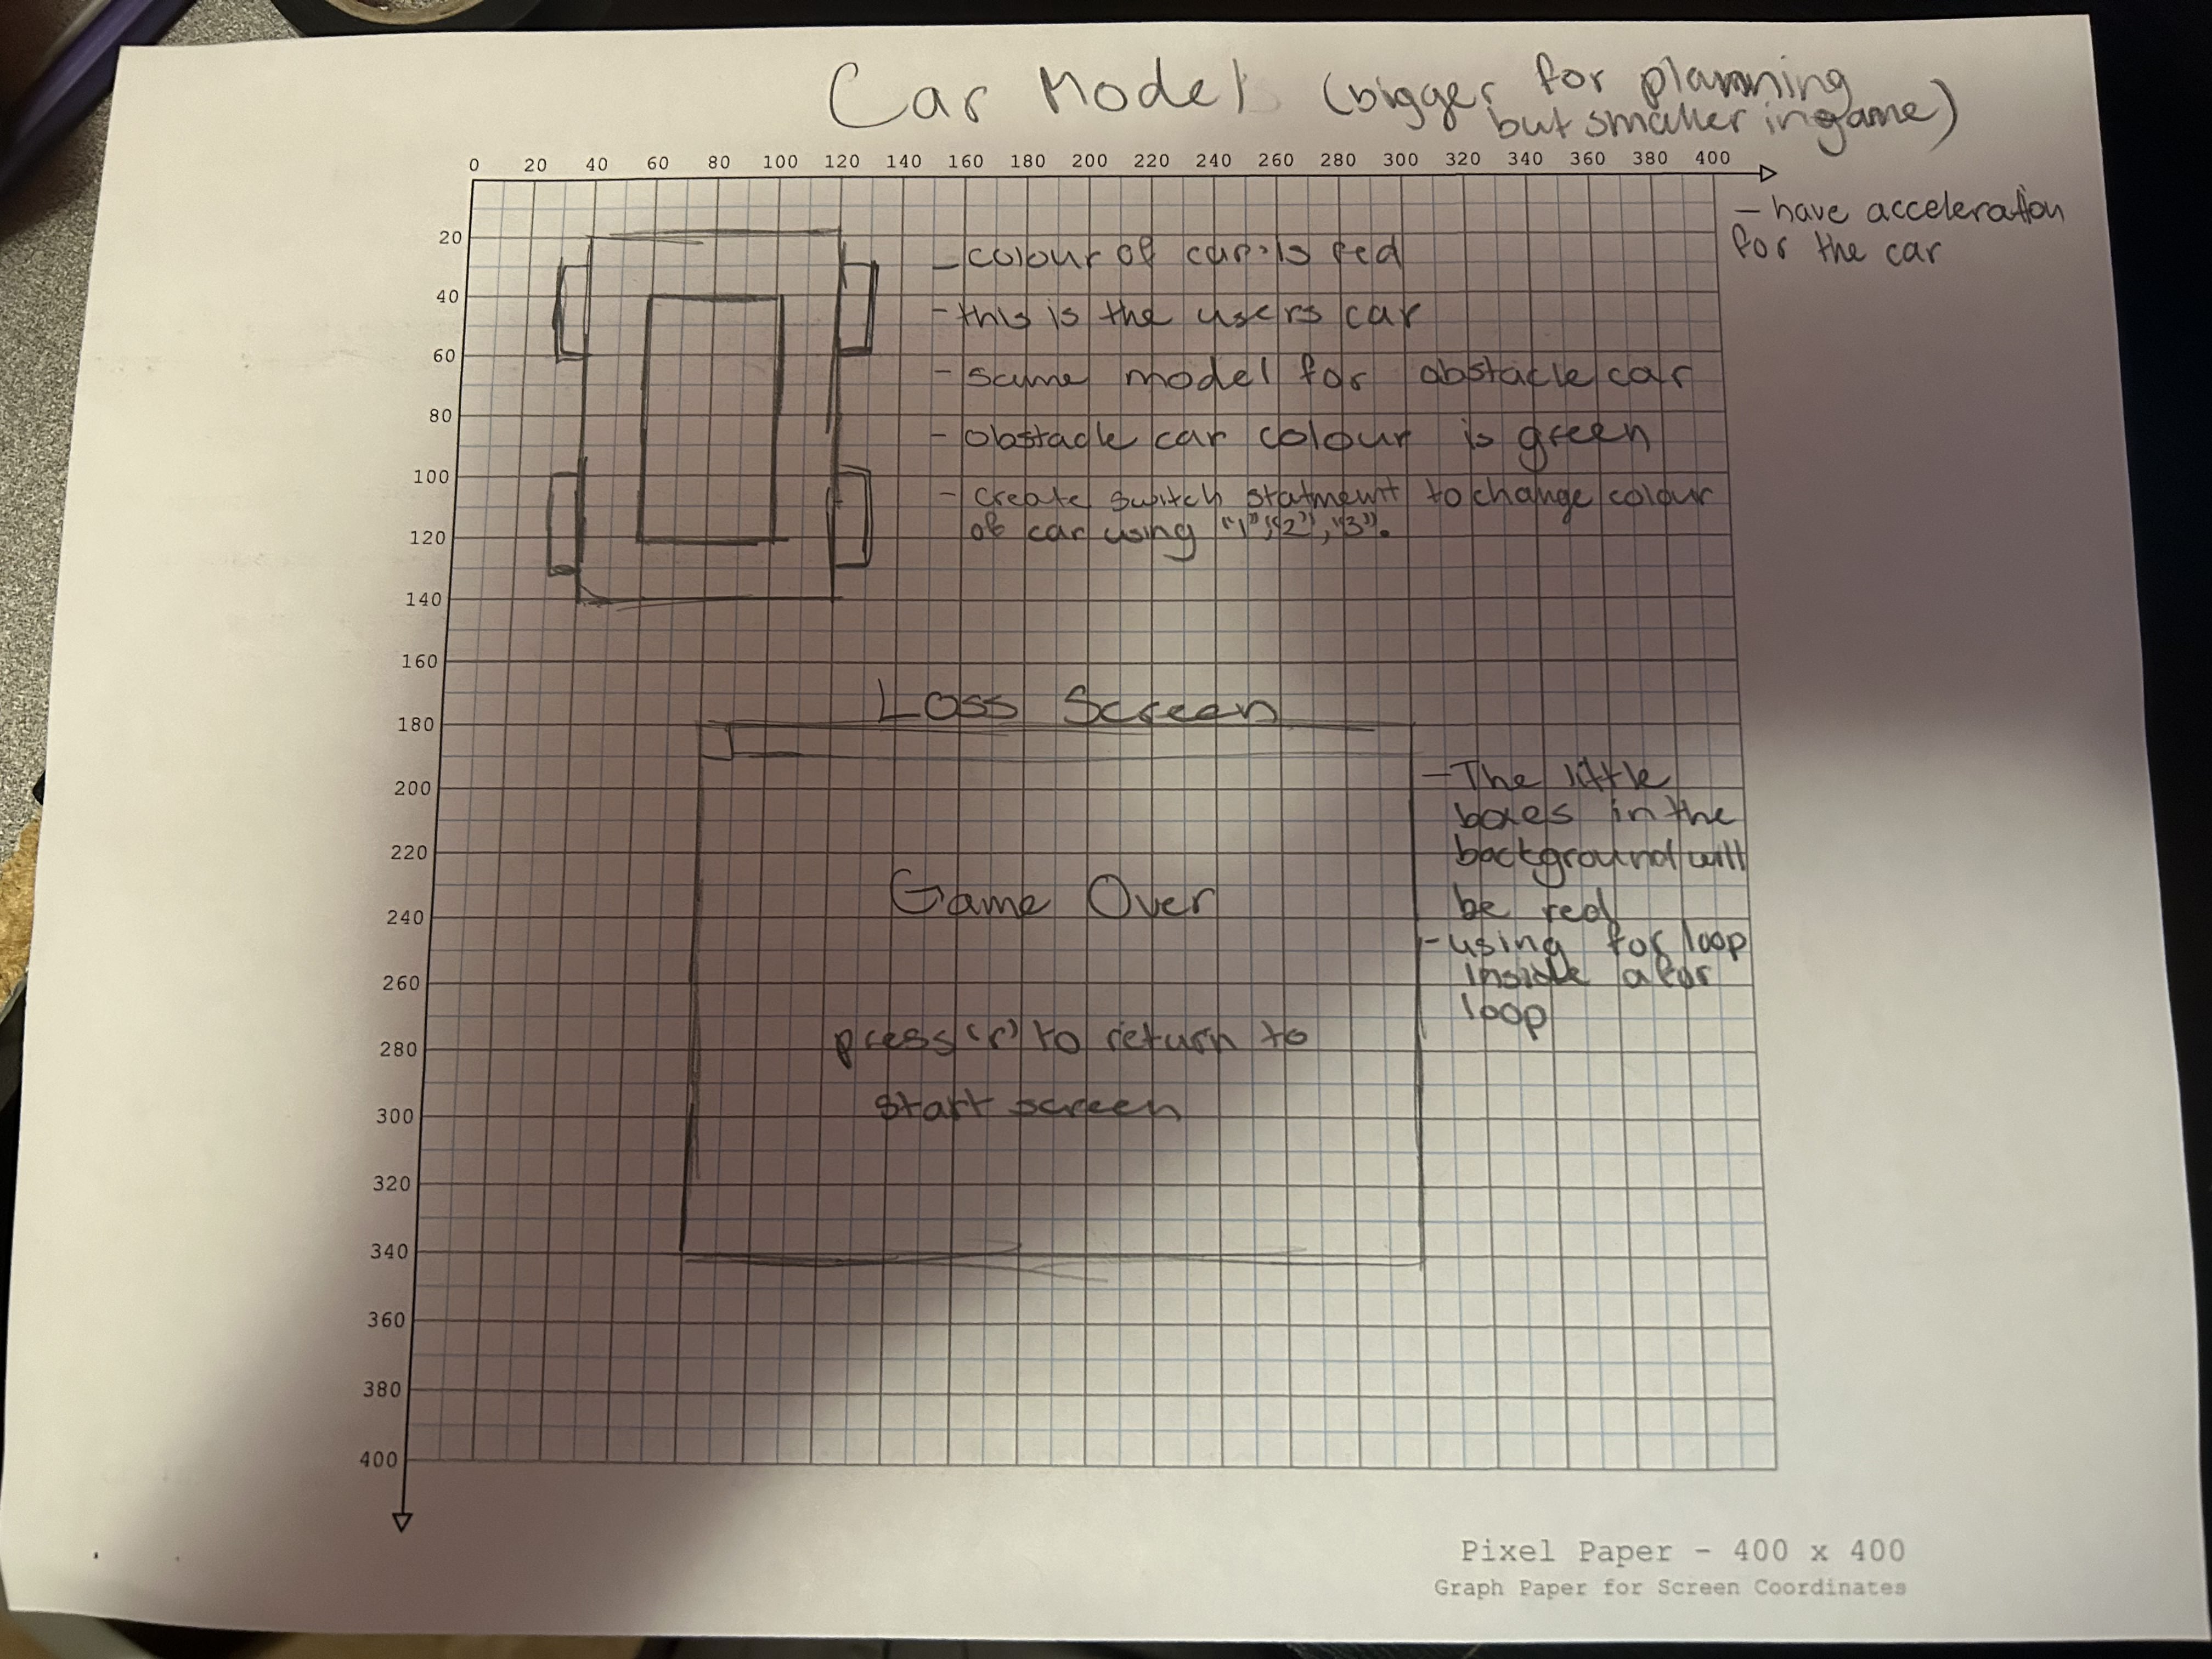 Car Model (bigger for planning
but smaller in game)
- have acceleration
for the car
0 20 40 60 80 100 120 140 160 180 200 220 240 260 280 300 320 340 360 380 400
20
40
60
80
100
120
140
160
180
200
220
240
260
280
300
320
340
360
380
400
- colour of car is red
- this is the users car
- same model for obstacle car
- obstacle car colour is green
- create switch statment to change colour
of car using "1", "2", "3".
Loss Screen
Game Over
press 'r' to return to
start screen
- The little
boxes in the
background will
be red
- using for loop
inside a for
loop
Pixel Paper - 400 x 400
Graph Paper for Screen Coordinates